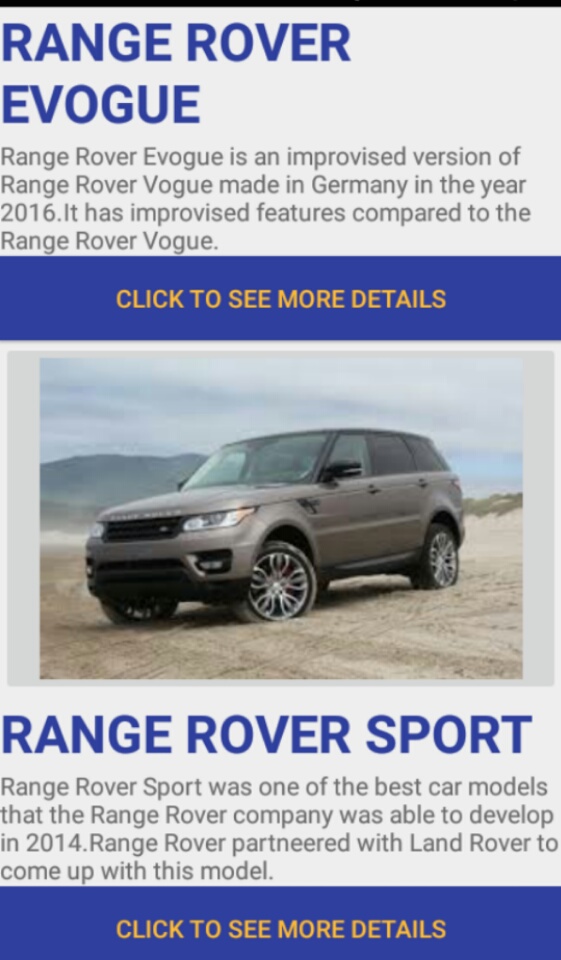 RANGE ROVER
EVOGUE
Range Rover Evogue is an improvised version of
Range Rover Vogue made in Germany in the year
2016.It has improvised features compared to the
Range Rover Vogue.
CLICK TO SEE MORE DETAILS
RANGE ROVER
RANGE ROVER SPORT
Range Rover Sport was one of the best car models
that the Range Rover company was able to develop
in 2014.Range Rover partneered with Land Rover to
come up with this model.
CLICK TO SEE MORE DETAILS